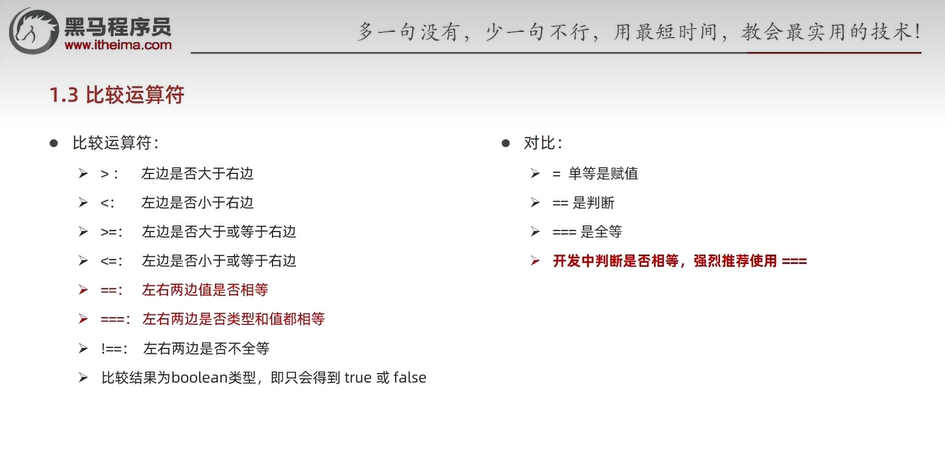 黑马程序员
www.itheima.com
多一句没有，少一句不行，用最短时间，教会最实用的技术！
1.3 比较运算符
比较运算符：
> ： 左边是否大于右边
<： 左边是否小于右边
>=： 左边是否大于或等于右边
<=： 左边是否小于或等于右边
==： 左右两边值是否相等
===： 左右两边是否类型和值都相等
!==： 左右两边是否不全等
比较结果为boolean类型，即只会得到 true 或 false
对比：
= 单等是赋值
== 是判断
=== 是全等
开发中判断是否相等，强烈推荐使用 ===